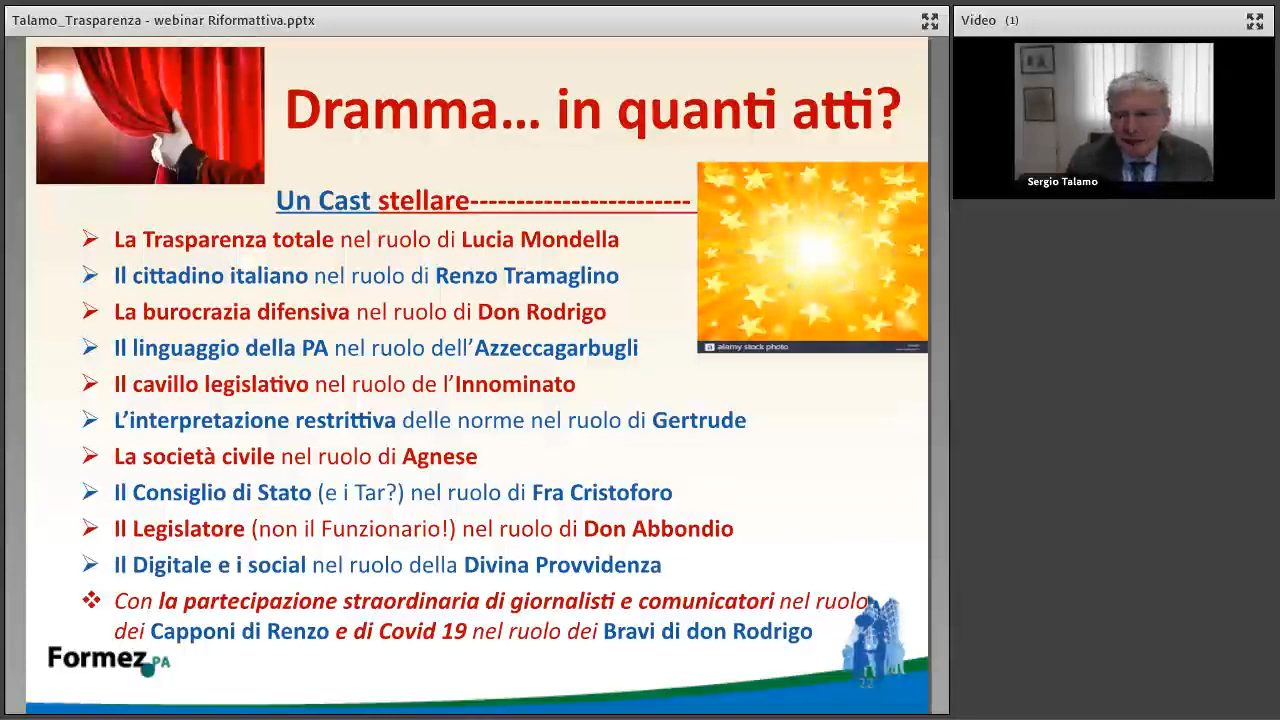 Talamo_Trasparenza - webinar Riformattiva.pptx
Video (1)
Sergio Talamo
Dramma... in quanti atti?
Un Cast stellare------------------------
alamy stock photo
La Trasparenza totale nel ruolo di Lucia Mondella
Il cittadino italiano nel ruolo di Renzo Tramaglino
La burocrazia difensiva nel ruolo di Don Rodrigo
Il linguaggio della PA nel ruolo dell'Azzeccagarbugli
Il cavillo legislativo nel ruolo de l'Innominato
L'interpretazione restrittiva delle norme nel ruolo di Gertrude
La società civile nel ruolo di Agnese
Il Consiglio di Stato (e i Tar?) nel ruolo di Fra Cristoforo
Il Legislatore (non il Funzionario!) nel ruolo di Don Abbondio
Il Digitale e i social nel ruolo della Divina Provvidenza
Con la partecipazione straordinaria di giornalisti e comunicatori nel ruolo
dei Capponi di Renzo e di Covid 19 nel ruolo dei Bravi di don Rodrigo
Formez PA
22